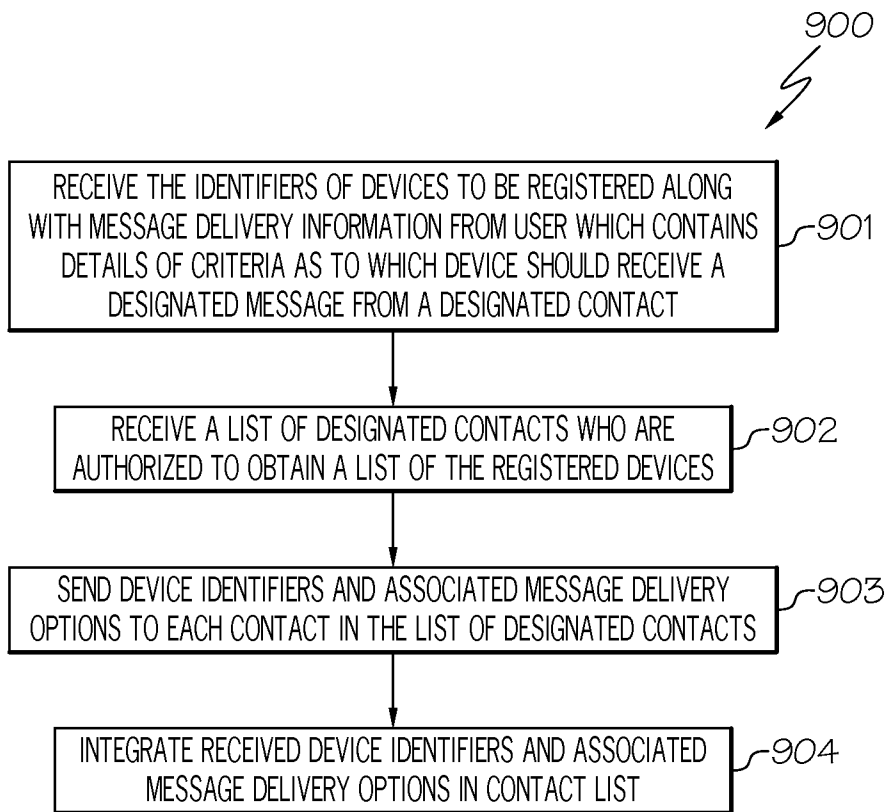 900
RECEIVE THE IDENTIFIERS OF DEVICES TO BE REGISTERED ALONG
WITH MESSAGE DELIVERY INFORMATION FROM USER WHICH CONTAINS
DETAILS OF CRITERIA AS TO WHICH DEVICE SHOULD RECEIVE A
DESIGNATED MESSAGE FROM A DESIGNATED CONTACT
901
RECEIVE A LIST OF DESIGNATED CONTACTS WHO ARE
AUTHORIZED TO OBTAIN A LIST OF THE REGISTERED DEVICES
902
SEND DEVICE IDENTIFIERS AND ASSOCIATED MESSAGE DELIVERY
OPTIONS TO EACH CONTACT IN THE LIST OF DESIGNATED CONTACTS
903
INTEGRATE RECEIVED DEVICE IDENTIFIERS AND ASSOCIATED
MESSAGE DELIVERY OPTIONS IN CONTACT LIST
904